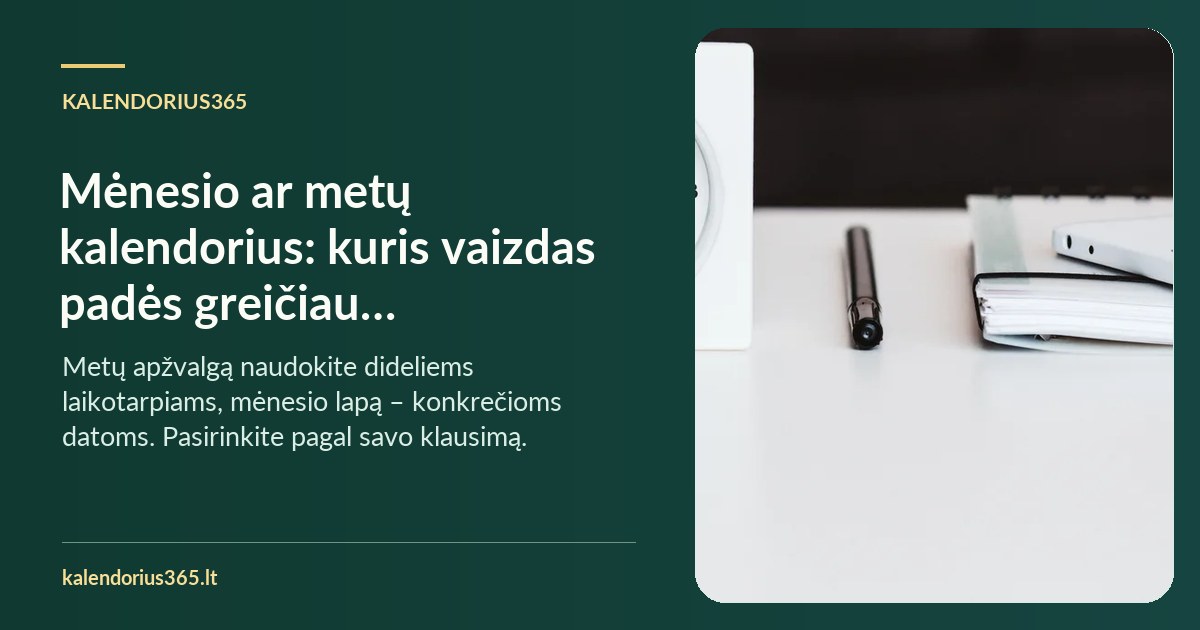 KALENDORIUS365
Mėnesio ar metų
kalendorius: kuris vaizdas
padės greičiau...
Metų apžvalgą naudokite dideliems
laikotarpiams, mėnesio lapą – konkrečioms
datoms. Pasirinkite pagal savo klausimą.
kalendorius365.lt